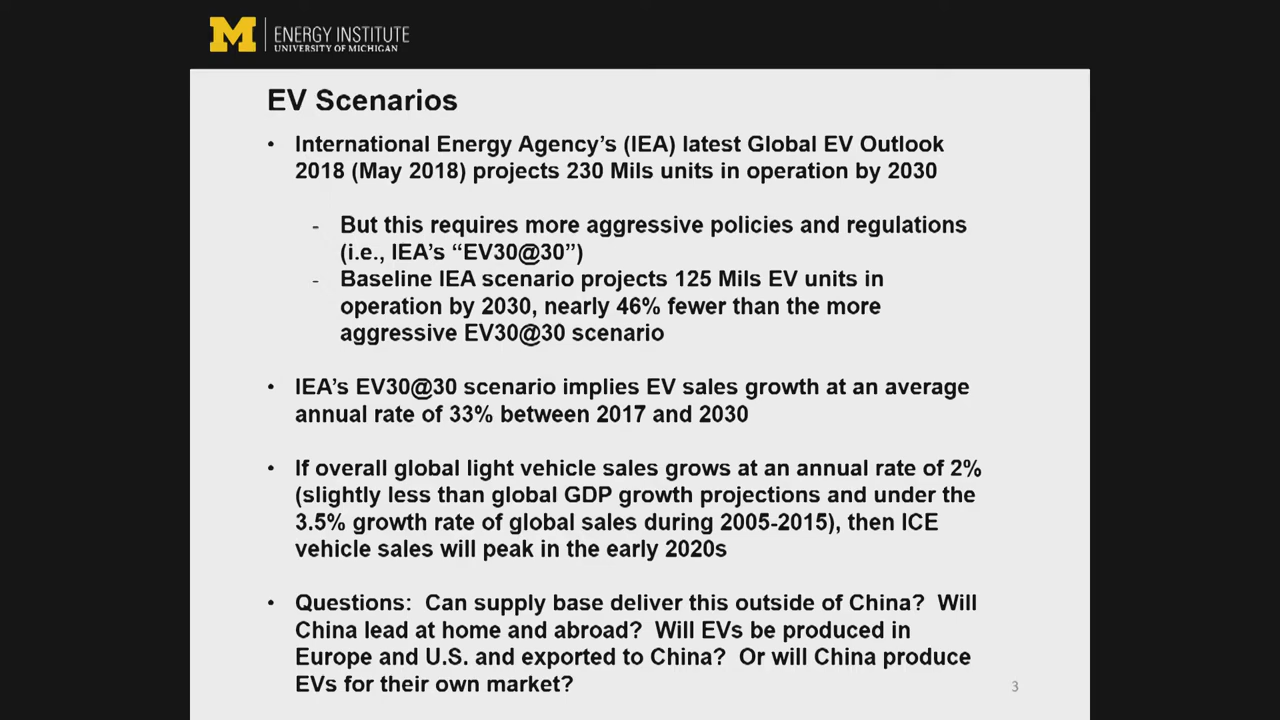 M ENERGY INSTITUTE
UNIVERSITY OF MICHIGAN
EV Scenarios
• International Energy Agency's (IEA) latest Global EV Outlook
2018 (May 2018) projects 230 Mils units in operation by 2030
- But this requires more aggressive policies and regulations
(i.e., IEA's “EV30@30”)
- Baseline IEA scenario projects 125 Mils EV units in
operation by 2030, nearly 46% fewer than the more
aggressive EV30@30 scenario
• IEA's EV30@30 scenario implies EV sales growth at an average
annual rate of 33% between 2017 and 2030
• If overall global light vehicle sales grows at an annual rate of 2%
(slightly less than global GDP growth projections and under the
3.5% growth rate of global sales during 2005-2015), then ICE
vehicle sales will peak in the early 2020s
• Questions: Can supply base deliver this outside of China? Will
China lead at home and abroad? Will EVs be produced in
Europe and U.S. and exported to China? Or will China produce
EVs for their own market?
3